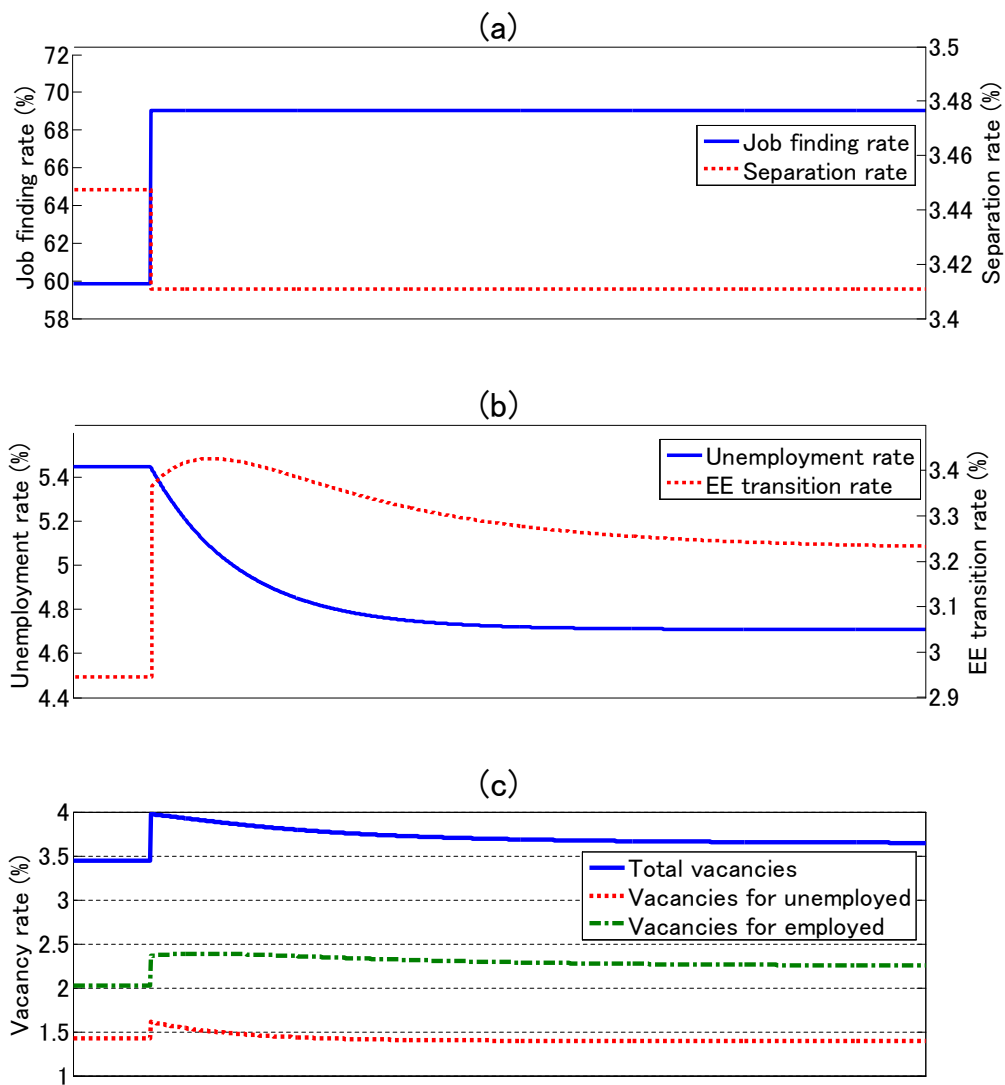 (a)
72
70
68
66
64
62
60
58
Job finding rate (%)
3.5
3.48
3.46
3.44
3.42
3.4
Separation rate (%)
Job finding rate
Separation rate
(b)
5.4
5.2
5
4.8
4.6
4.4
Unemployment rate (%)
3.4
3.3
3.2
3.1
3
2.9
EE transition rate (%)
Unemployment rate
EE transition rate
(c)
4
3.5
3
2.5
2
1.5
1
Vacancy rate (%)
Total vacancies
Vacancies for unemployed
Vacancies for employed